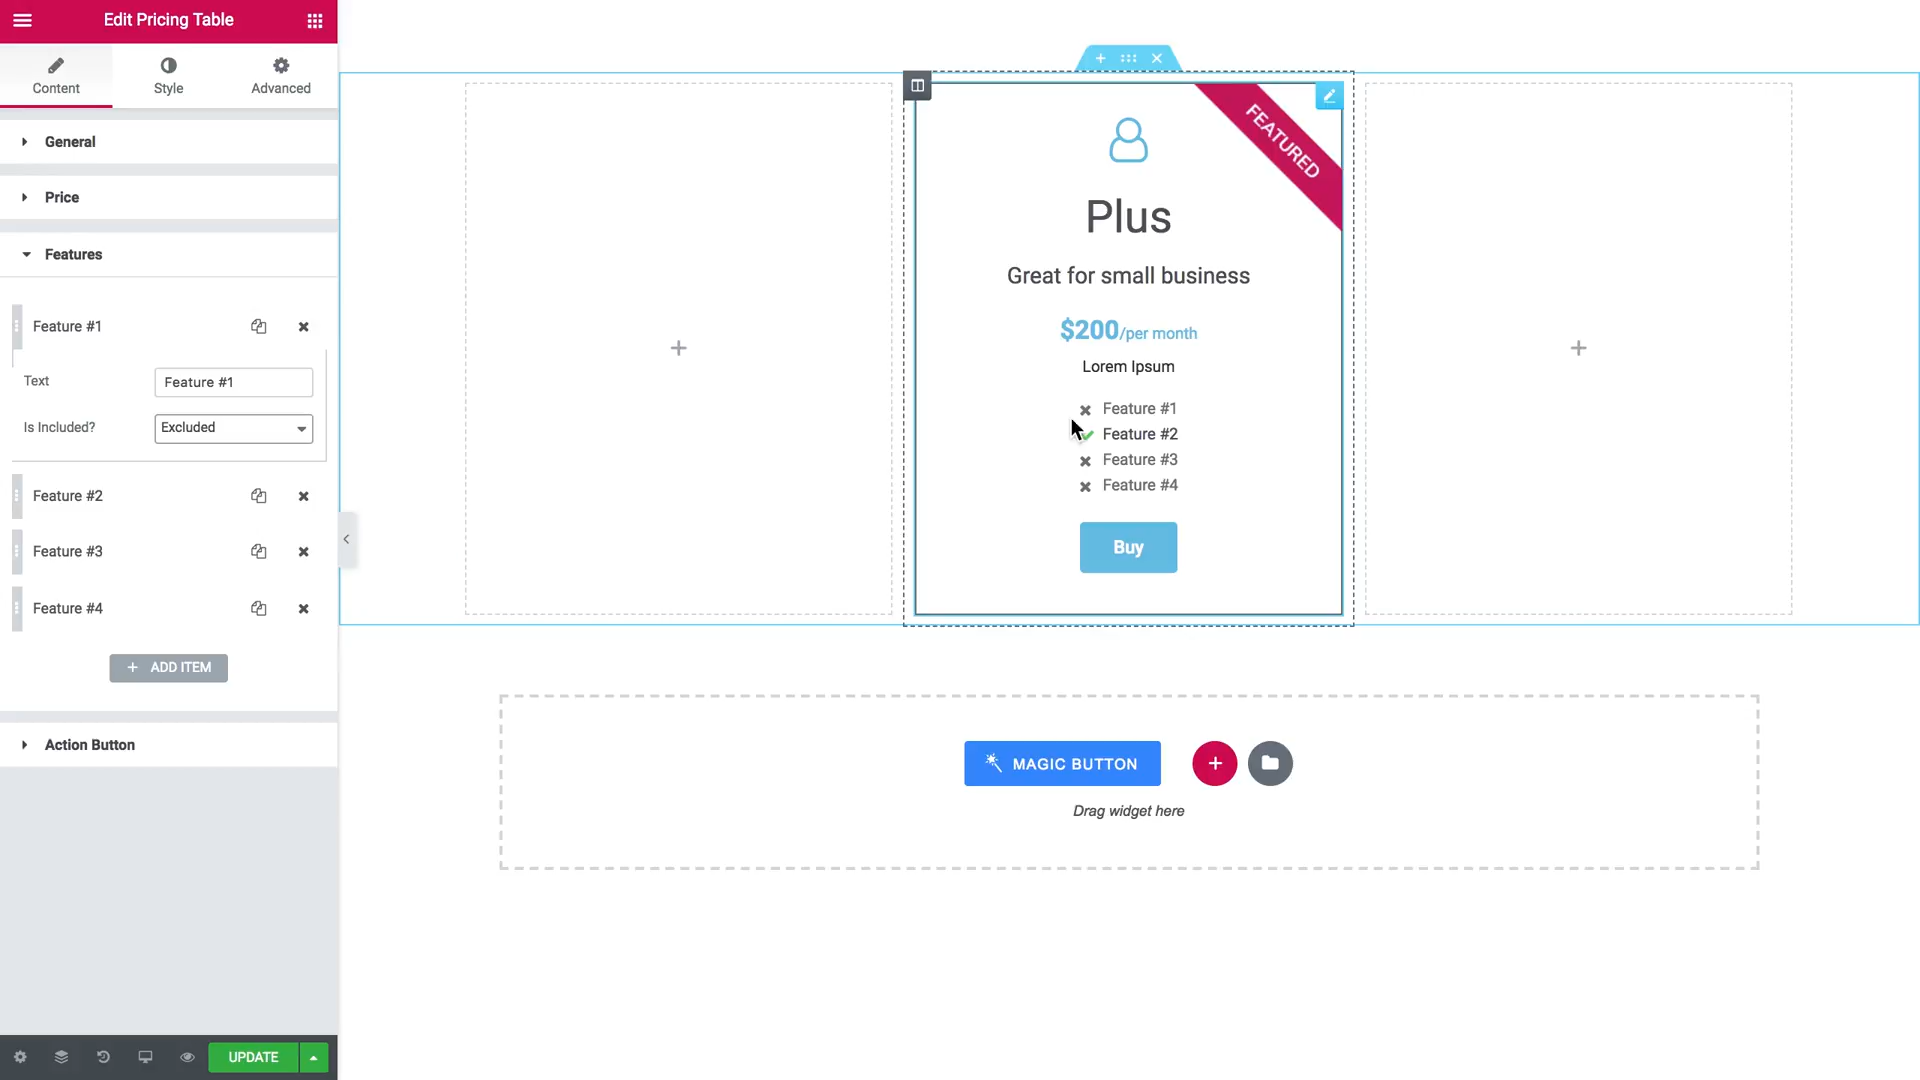 Edit Pricing Table
Content
Style
Advanced
General
Price
Features
Feature #1
Text
Feature #1
Is Included?
Excluded
Feature #2
Feature #3
Feature #4
+ ADD ITEM
Action Button
UPDATE
FEATURED
Plus
Great for small business
$200/per month
Lorem Ipsum
Feature #1
Feature #2
Feature #3
Feature #4
Buy
MAGIC BUTTON
Drag widget here